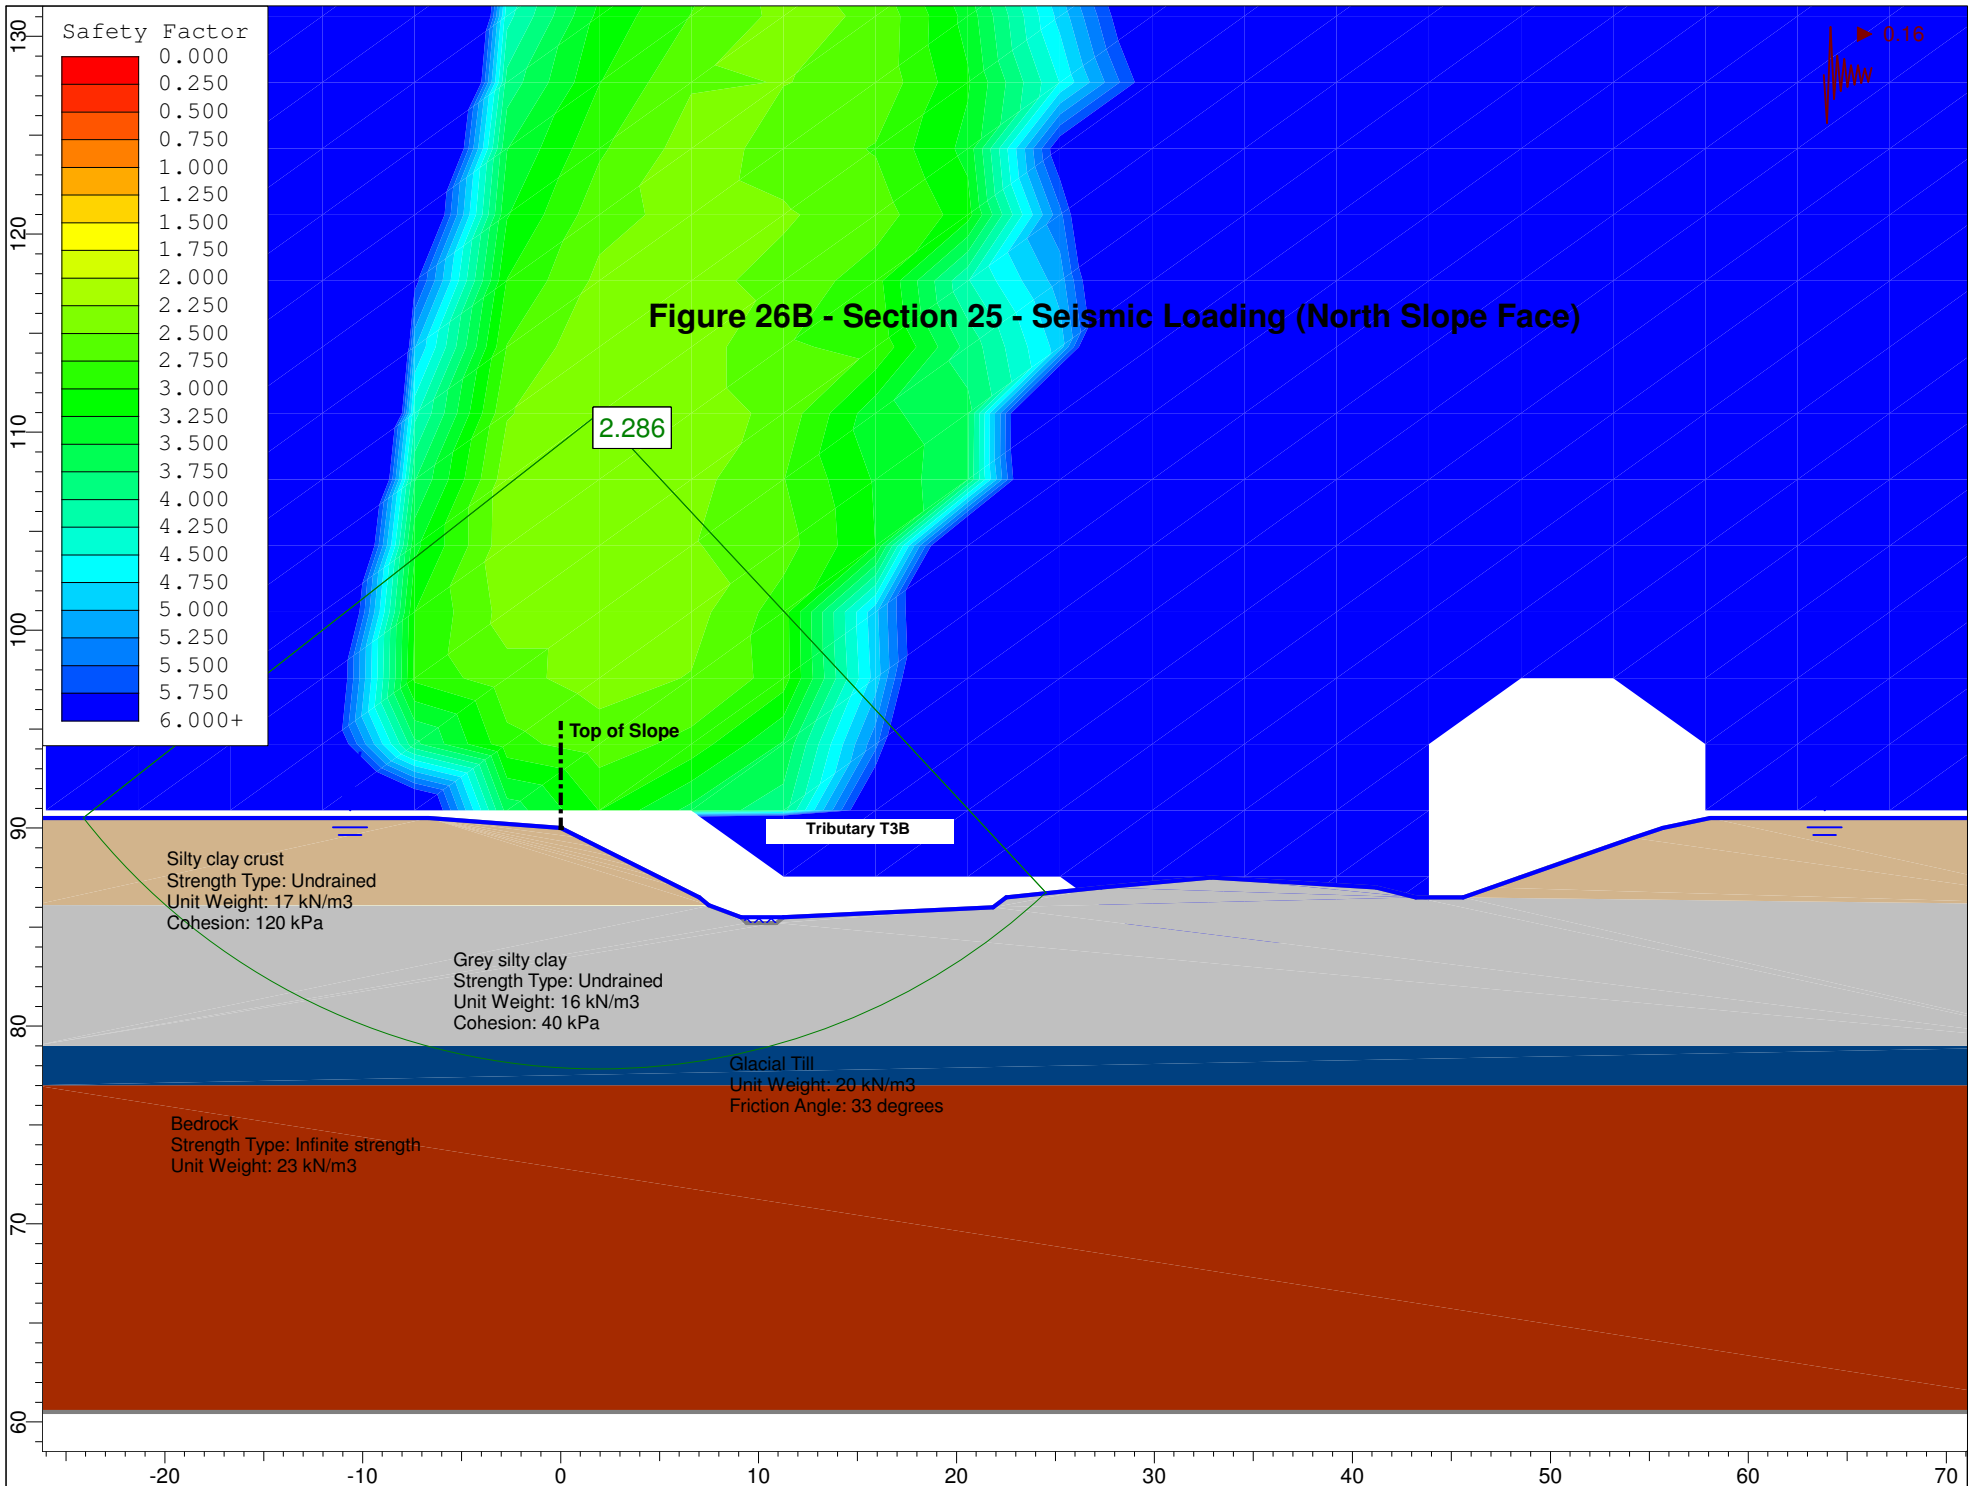 Safety Factor
0.000
0.250
0.500
0.750
1.000
1.250
1.500
1.750
2.000
2.250
2.500
2.750
3.000
3.250
3.500
3.750
4.000
4.250
4.500
4.750
5.000
5.250
5.500
5.750
6.000+
0.16
Figure 26B - Section 25 - Seismic Loading (North Slope Face)
2.286
Top of Slope
Tributary T3B
Silty clay crust
Strength Type: Undrained
Unit Weight: 17 kN/m3
Cohesion: 120 kPa
Grey silty clay
Strength Type: Undrained
Unit Weight: 16 kN/m3
Cohesion: 40 kPa
Glacial Till
Unit Weight: 20 kN/m3
Friction Angle: 33 degrees
Bedrock
Strength Type: Infinite strength
Unit Weight: 23 kN/m3
130
120
110
100
90
80
70
60
-20 -10 0 10 20 30 40 50 60 70